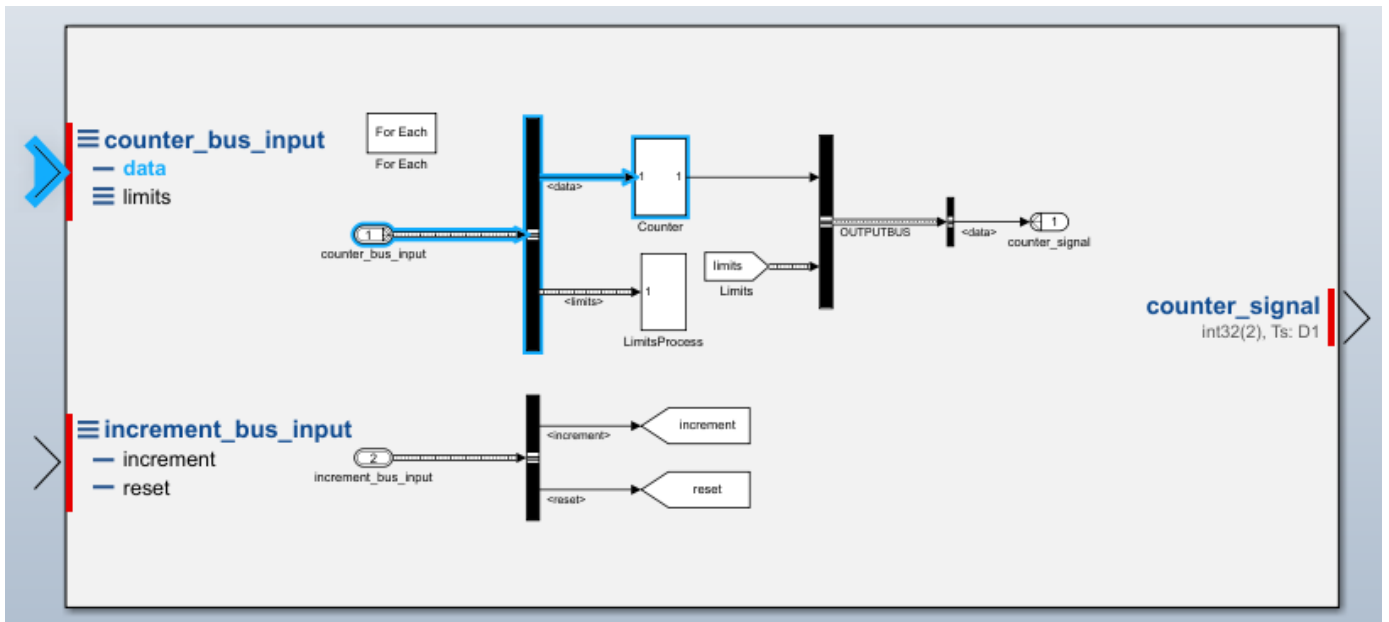 counter_bus_input
data
limits
For Each
For Each
1
counter_bus_input
<data>
1 1
Counter
<limits>
1
LimitsProcess
limits
Limits
OUTPUTBUS
<data>
1
counter_signal
counter_signal
int32(2), Ts: D1
increment_bus_input
increment
reset
2
increment_bus_input
<increment>
increment
<reset>
reset